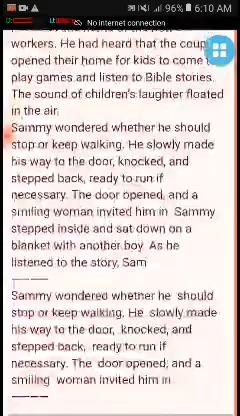 96% 6:10 AM
No internet connection
workers. He had heard that the coup
opened their home for kids to come t
play games and listen to Bible stories.
The sound of children's laughter floated
in the air.
Sammy wondered whether he should
stop or keep walking. He slowly made
his way to the door, knocked, and
stepped back, ready to run if
necessary. The door opened, and a
smiling woman invited him in Sammy
stepped inside and sat down on a
blanket with another boy As he
listened to the story, Sam
Sammy wondered whether he should
stop or keep walking. He slowly made
his way to the door, knocked, and
stepped back, ready to run if
necessary. The door opened, and a
smiling woman invited him in